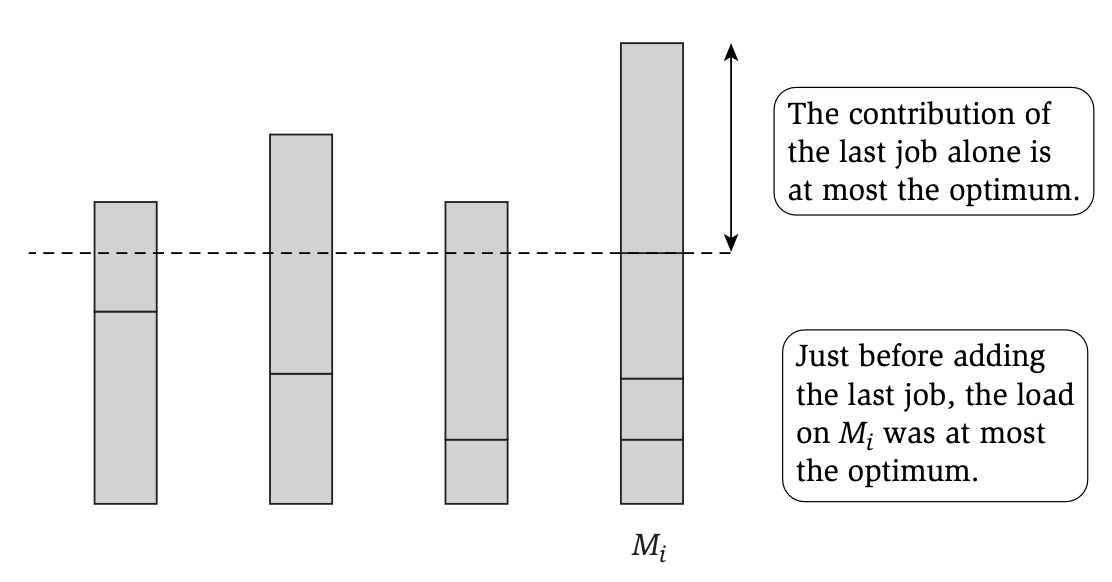 The contribution of
the last job alone is
at most the optimum.
Just before adding
the last job, the load
on Mᵢ was at most
the optimum.
Mᵢ